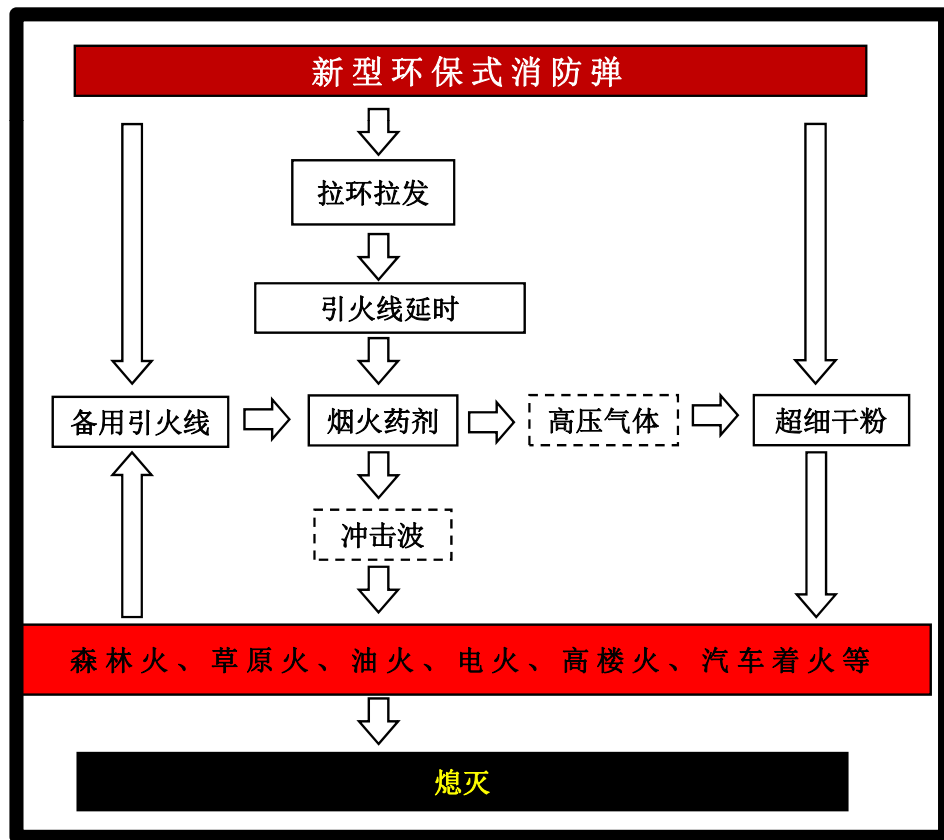 新型环保式消防弹
拉环拉发
引火线延时
备用引火线
烟火药剂
高压气体
超细干粉
冲击波
森林火、草原火、油火、电火、高楼火、汽车着火等
熄灭